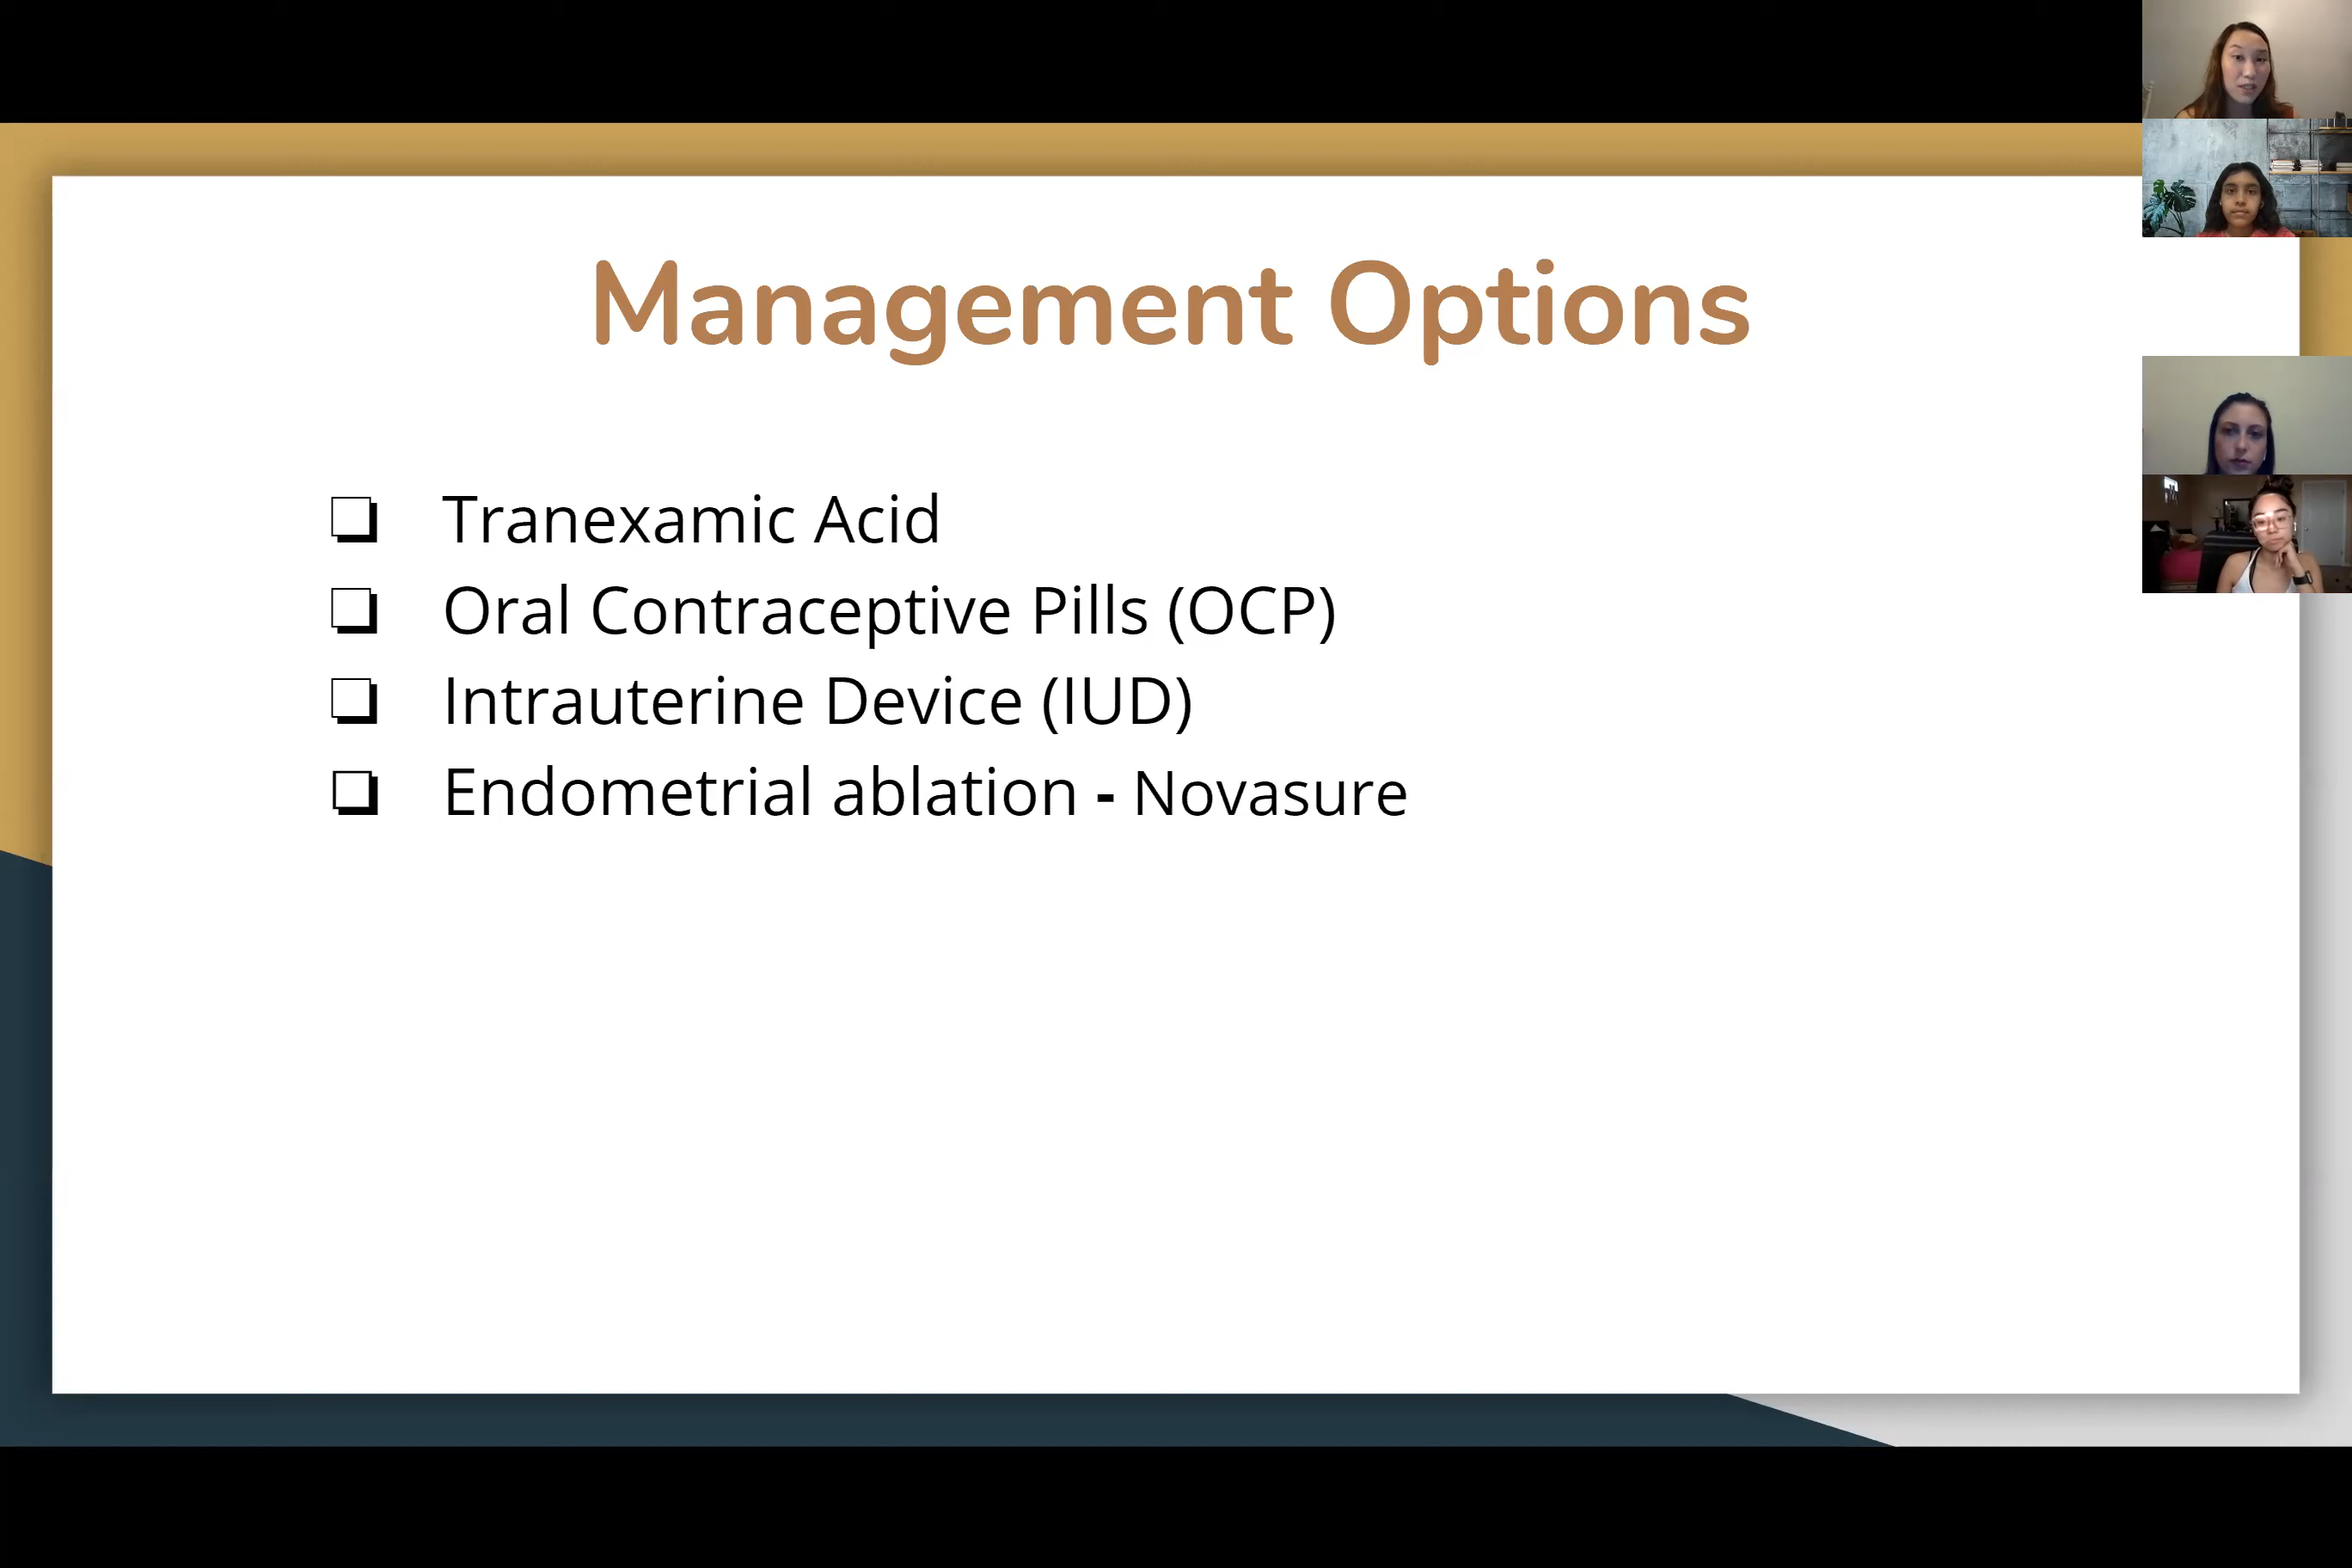 Management Options
❏ Tranexamic Acid
❏ Oral Contraceptive Pills (OCP)
❏ Intrauterine Device (IUD)
❏ Endometrial ablation - Novasure